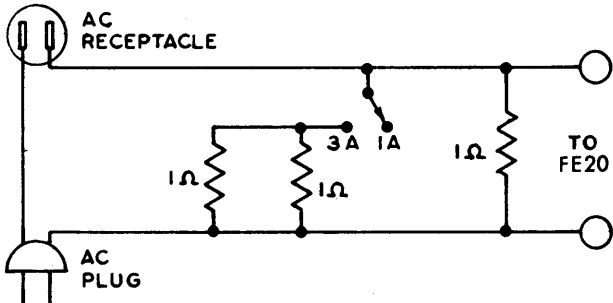 AC
RECEPTACLE
3A 1A
1Ω
1Ω
1Ω
TO
FE20
AC
PLUG